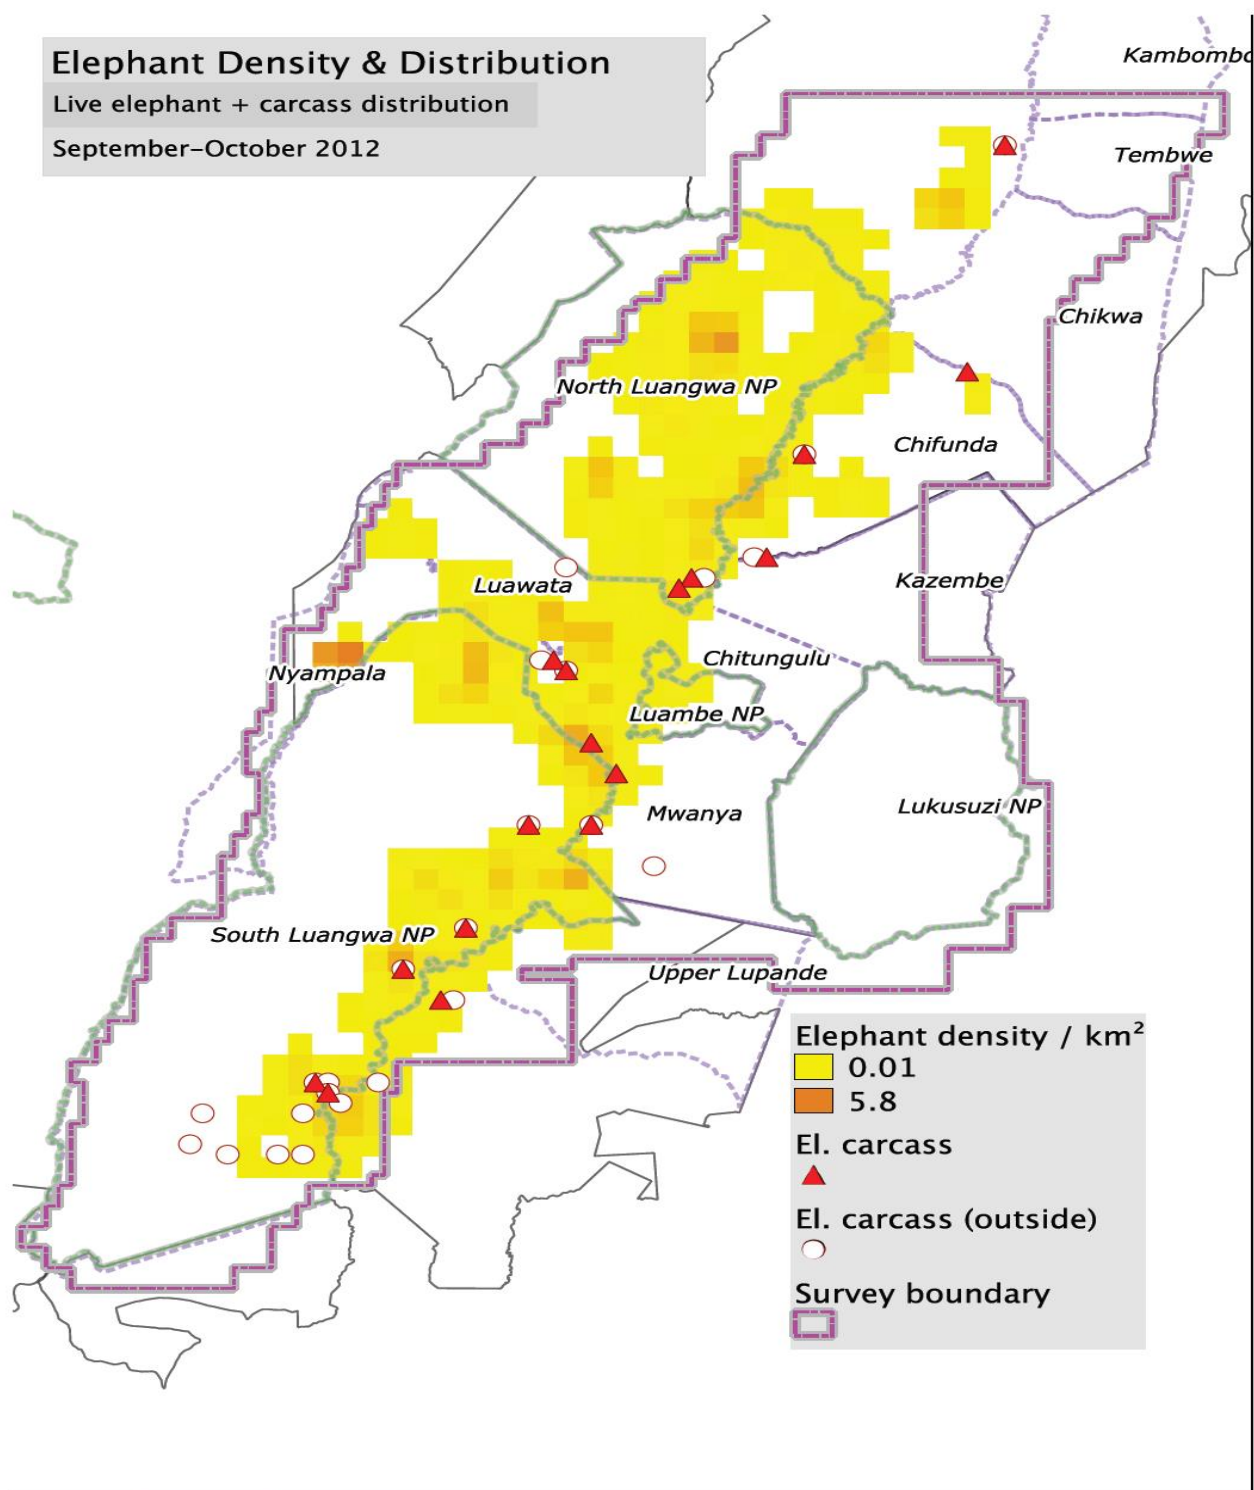 Elephant Density & Distribution
Live elephant + carcass distribution
September–October 2012
Kambombo
Tembwe
Chikwa
North Luangwa NP
Chifunda
Luawata
Kazembe
Chitungulu
Nyampala
Luambe NP
Lukusuzi NP
Mwanya
South Luangwa NP
Upper Lupande
Elephant density / km²
0.01
5.8
El. carcass
El. carcass (outside)
Survey boundary